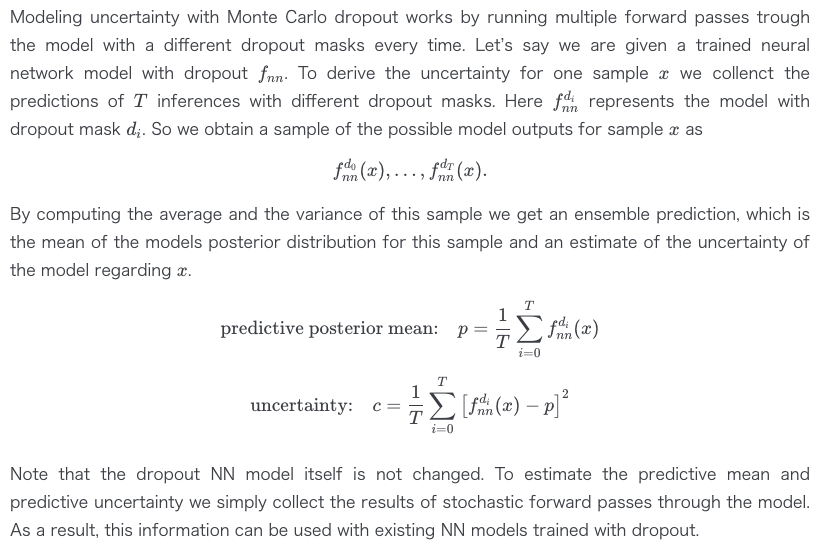 Modeling uncertainty with Monte Carlo dropout works by running multiple forward passes trough
the model with a different dropout masks every time. Let's say we are given a trained neural
network model with dropout $f_{nn}$. To derive the uncertainty for one sample $x$ we collenct the
predictions of $T$ inferences with different dropout masks. Here $f_{nn}^{d_i}$ represents the model with
dropout mask $d_i$. So we obtain a sample of the possible model outputs for sample $x$ as
$f_{nn}^{d_0}(x), \ldots, f_{nn}^{d_T}(x).$
By computing the average and the variance of this sample we get an ensemble prediction, which is
the mean of the models posterior distribution for this sample and an estimate of the uncertainty of
the model regarding $x$.
predictive posterior mean: $p = \frac{1}{T} \sum_{i=0}^{T} f_{nn}^{d_i}(x)$
uncertainty: $c = \frac{1}{T} \sum_{i=0}^{T} \left[ f_{nn}^{d_i}(x) - p \right]^2$
Note that the dropout NN model itself is not changed. To estimate the predictive mean and
predictive uncertainty we simply collect the results of stochastic forward passes through the model.
As a result, this information can be used with existing NN models trained with dropout.